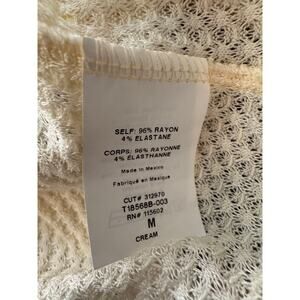 SELF: 96% RAYON
4% ELASTANE
CORPS: 96% RAYONNE
4% ELASTHANNE
Made in Mexico
Fabriqué en Mexique
CUT# 312970
T18568B-003
RN# 115602
M
CREAM